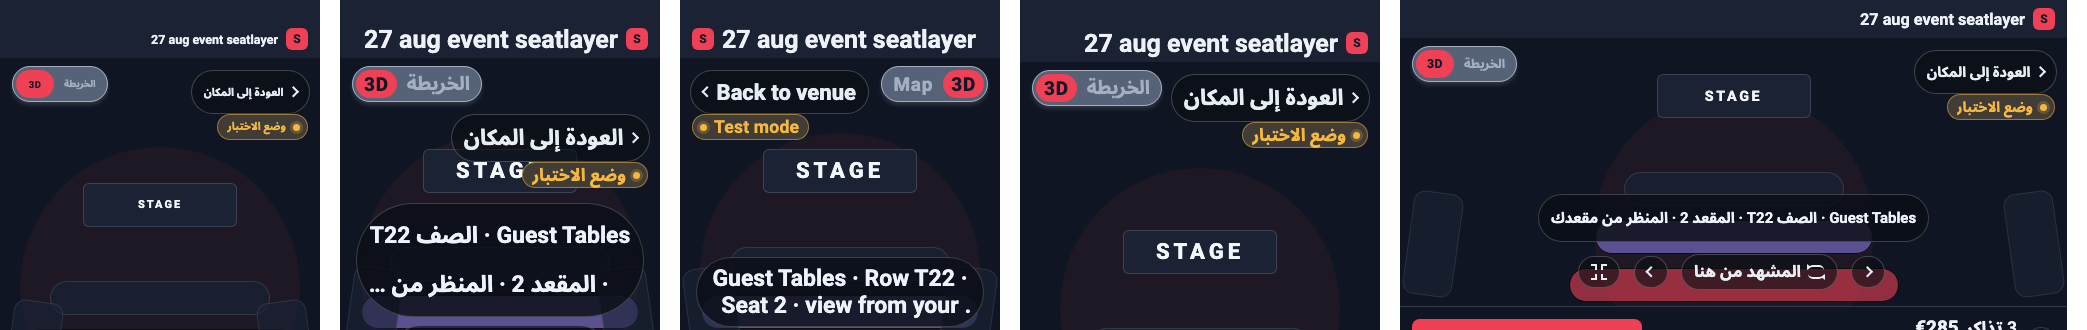 27 aug event seatlayer S
3D الخريطة
العودة إلى المكان
وضع الاختبار
STAGE
27 aug event seatlayer S
3D الخريطة
العودة إلى المكان
STAG
وضع الاختبار
Guest Tables · الصف T22
· المقعد 2 · المنظر من ...
S 27 aug event seatlayer
Back to venue
Map 3D
Test mode
STAGE
Guest Tables · Row T22 ·
Seat 2 · view from your .
27 aug event seatlayer S
3D الخريطة
العودة إلى المكان
وضع الاختبار
STAGE
27 aug event seatlayer S
3D الخريطة
العودة إلى المكان
وضع الاختبار
STAGE
Guest Tables · الصف T22 · المقعد 2 · المنظر من مقعدك
المشهد من هنا
3 تذاكر €285